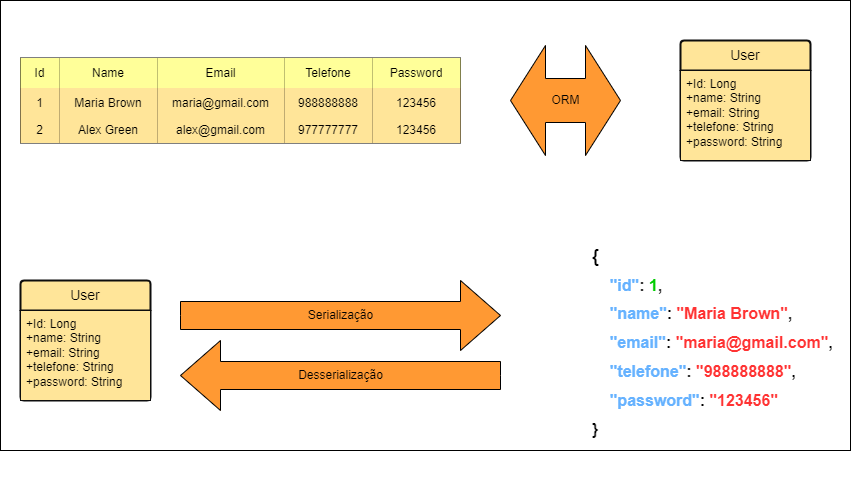 Id Name Email Telefone Password
1 Maria Brown maria@gmail.com 988888888 123456
2 Alex Green alex@gmail.com 977777777 123456
ORM
User
+Id: Long
+name: String
+email: String
+telefone: String
+password: String
User
+Id: Long
+name: String
+email: String
+telefone: String
+password: String
Serialização
Desserialização
{
"id": 1,
"name": "Maria Brown",
"email": "maria@gmail.com",
"telefone": "988888888",
"password": "123456"
}